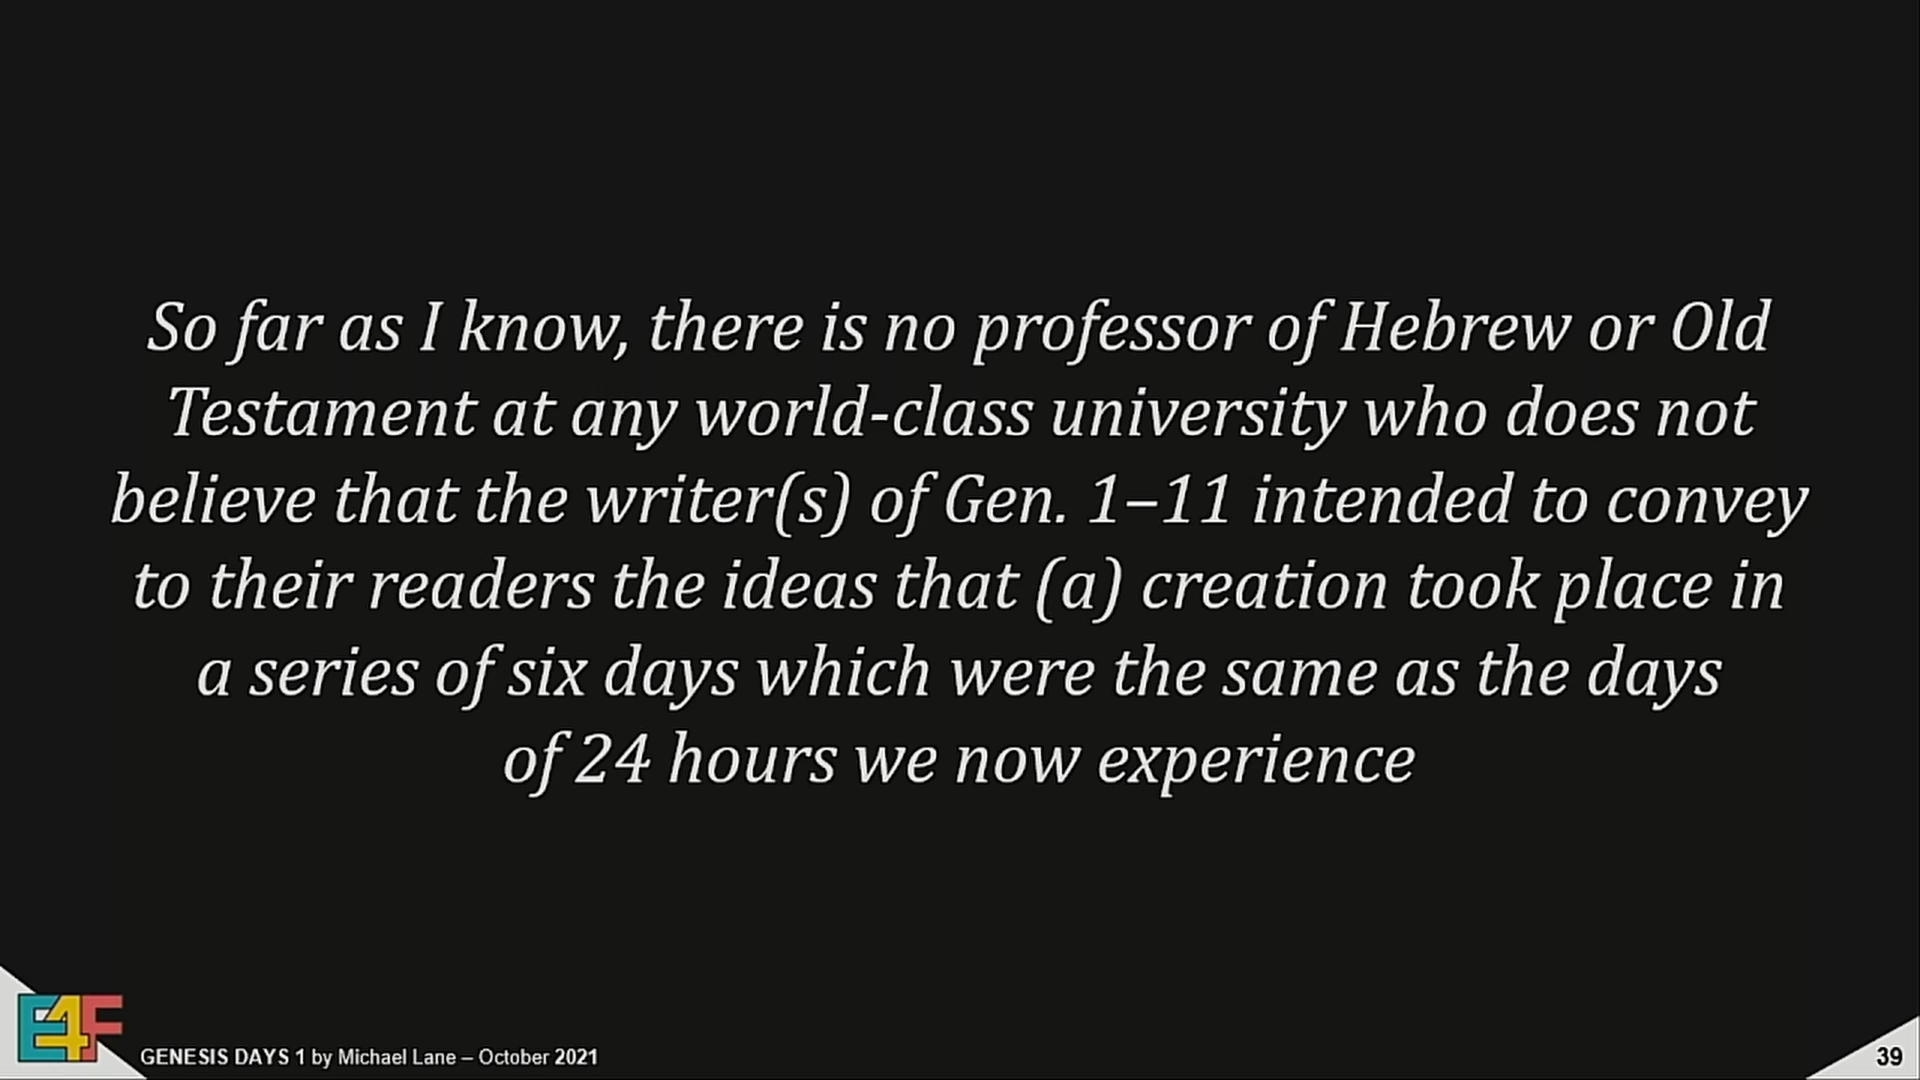 So far as I know, there is no professor of Hebrew or Old
Testament at any world-class university who does not
believe that the writer(s) of Gen. 1–11 intended to convey
to their readers the ideas that (a) creation took place in
a series of six days which were the same as the days
of 24 hours we now experience
E4F
GENESIS DAYS 1 by Michael Lane – October 2021
39